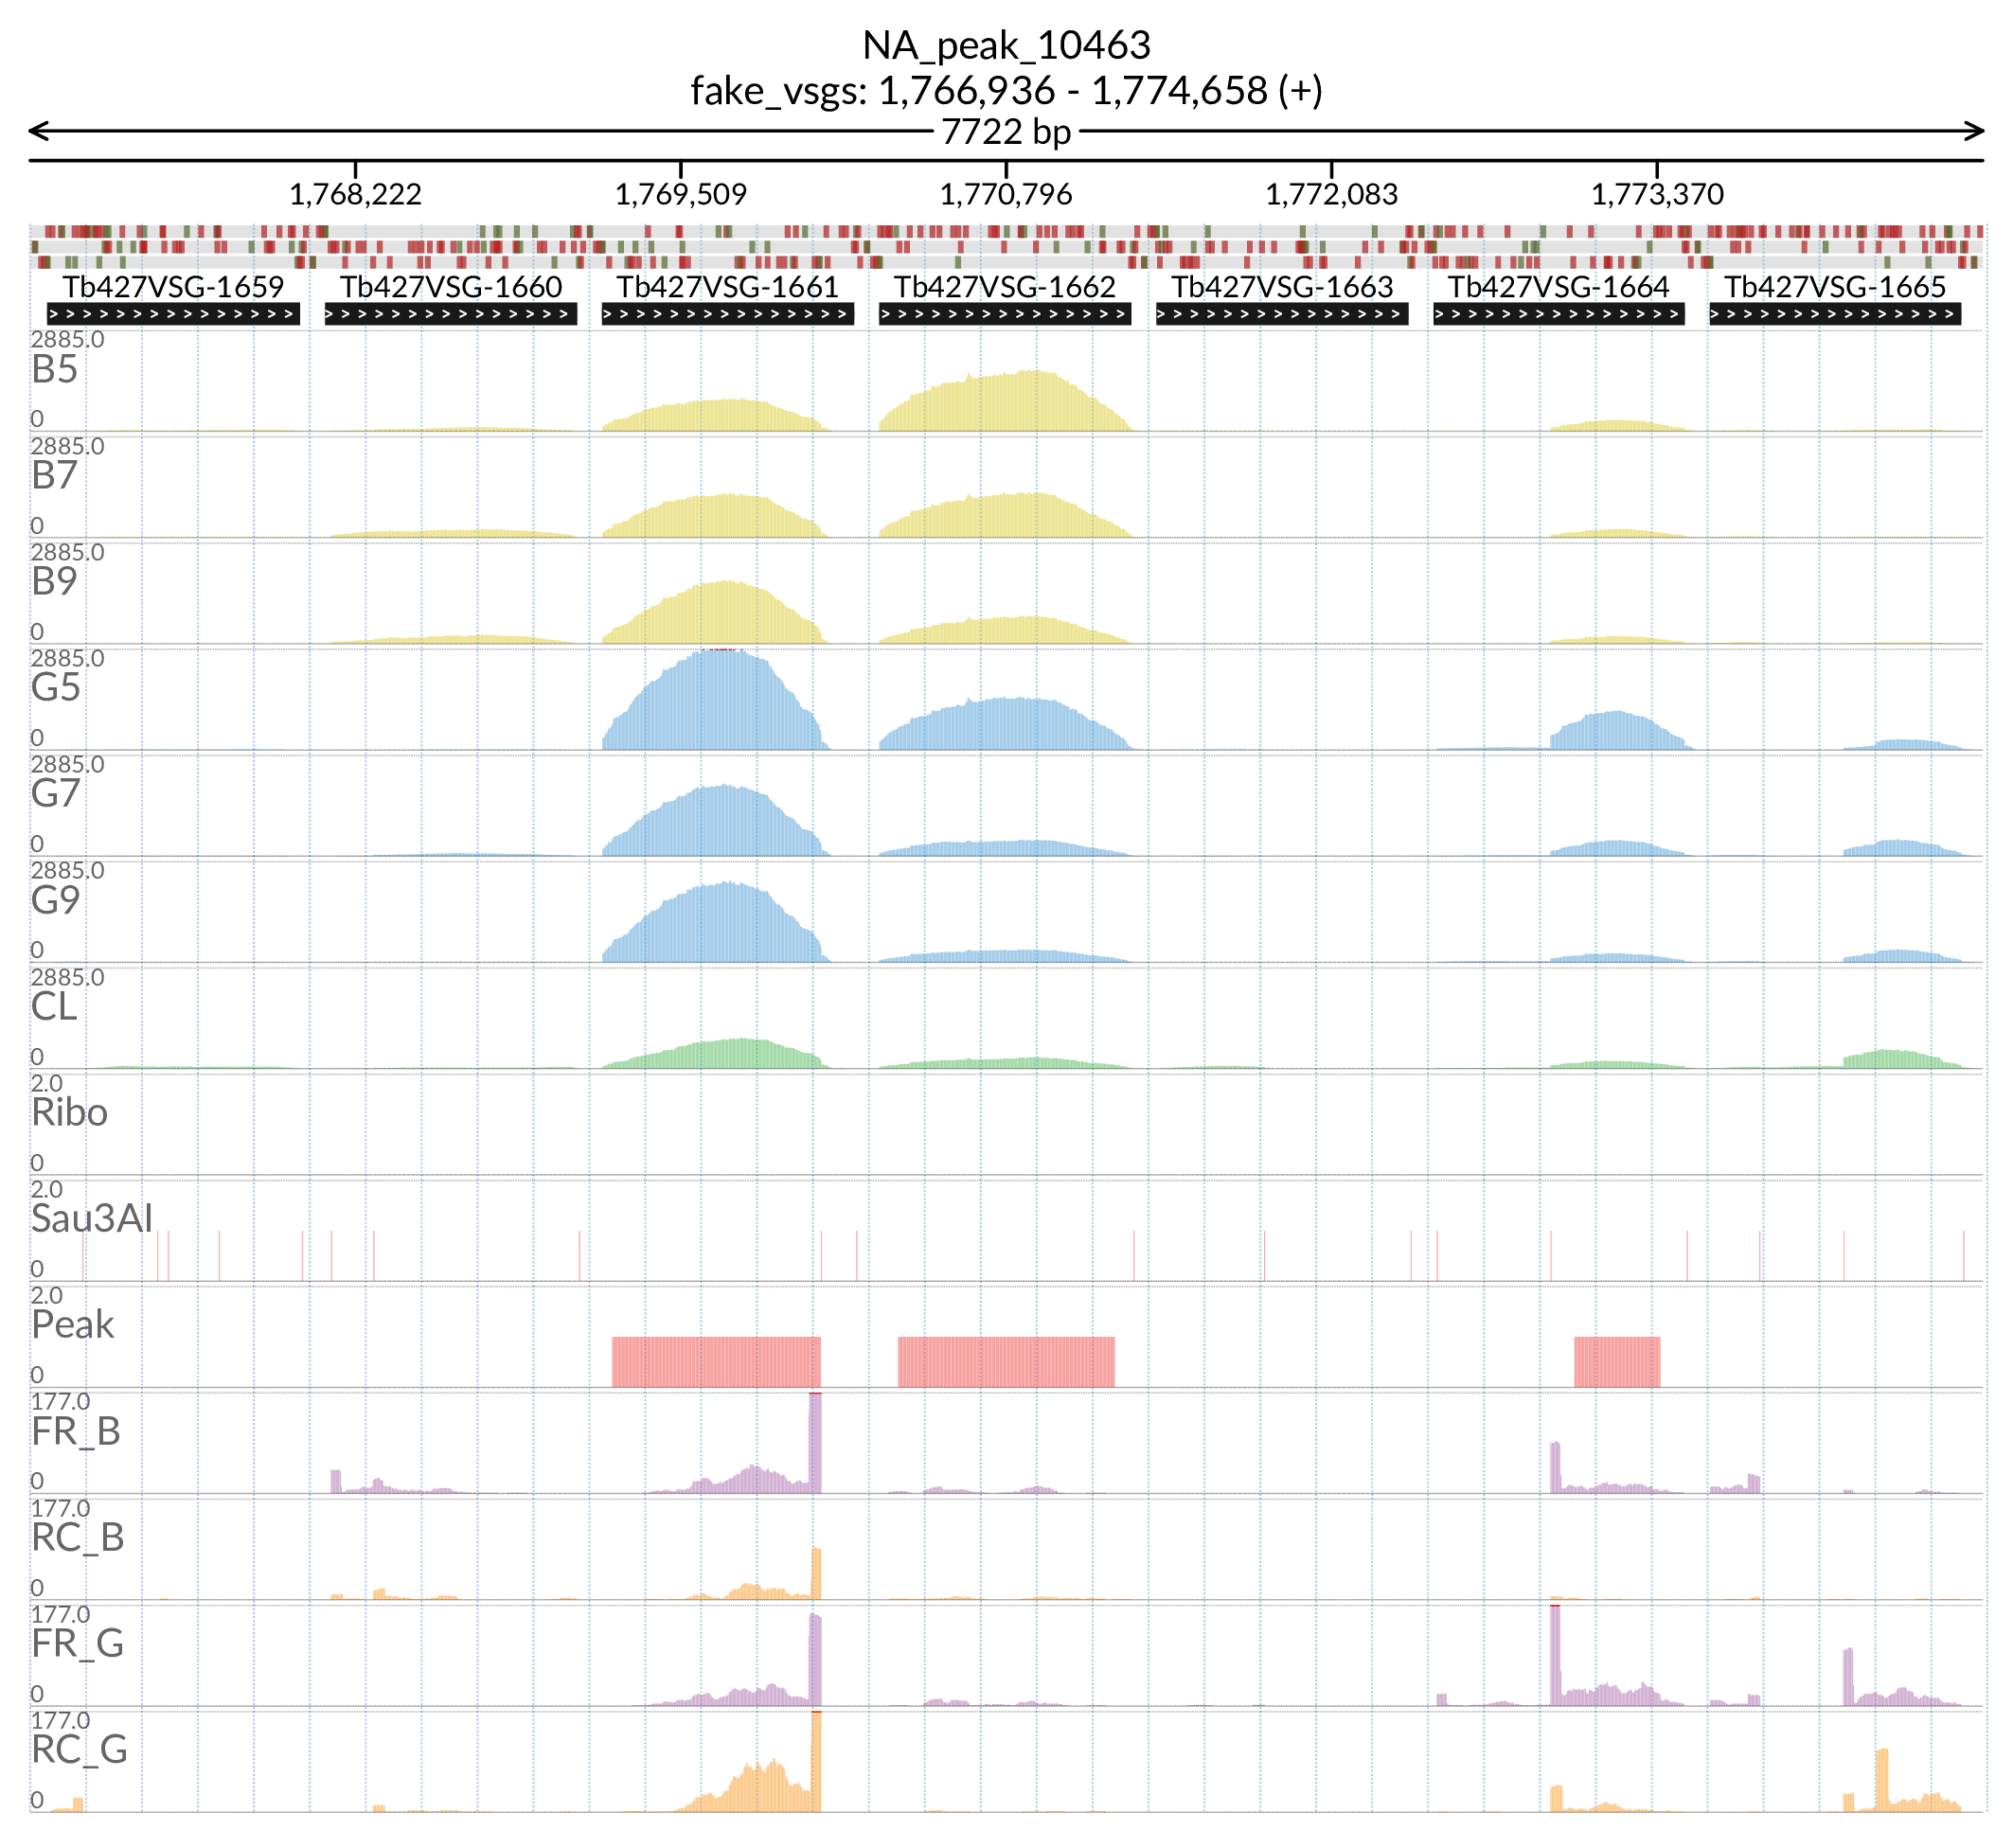 NA_peak_10463
fake_vsgs: 1,766,936 - 1,774,658 (+)
7722 bp
1,768,222 1,769,509 1,770,796 1,772,083 1,773,370
Tb427VSG-1659 Tb427VSG-1660 Tb427VSG-1661 Tb427VSG-1662 Tb427VSG-1663 Tb427VSG-1664 Tb427VSG-1665
2885.0
B5
0
2885.0
B7
0
2885.0
B9
0
2885.0
G5
0
2885.0
G7
0
2885.0
G9
0
2885.0
CL
0
2.0
Ribo
0
2.0
Sau3AI
0
2.0
Peak
0
177.0
FR_B
0
177.0
RC_B
0
177.0
FR_G
0
177.0
RC_G
0